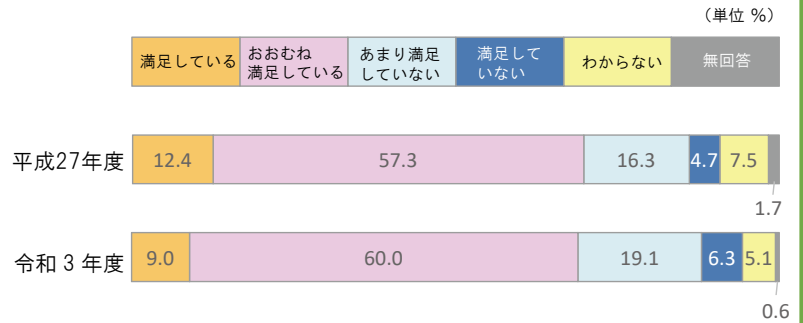 （単位 %）
満足している
おおむね
満足している
あまり満足
していない
満足して
いない
わからない
無回答
平成27年度 12.4 57.3 16.3 4.7 7.5
1.7
令和 3 年度 9.0 60.0 19.1 6.3 5.1
0.6